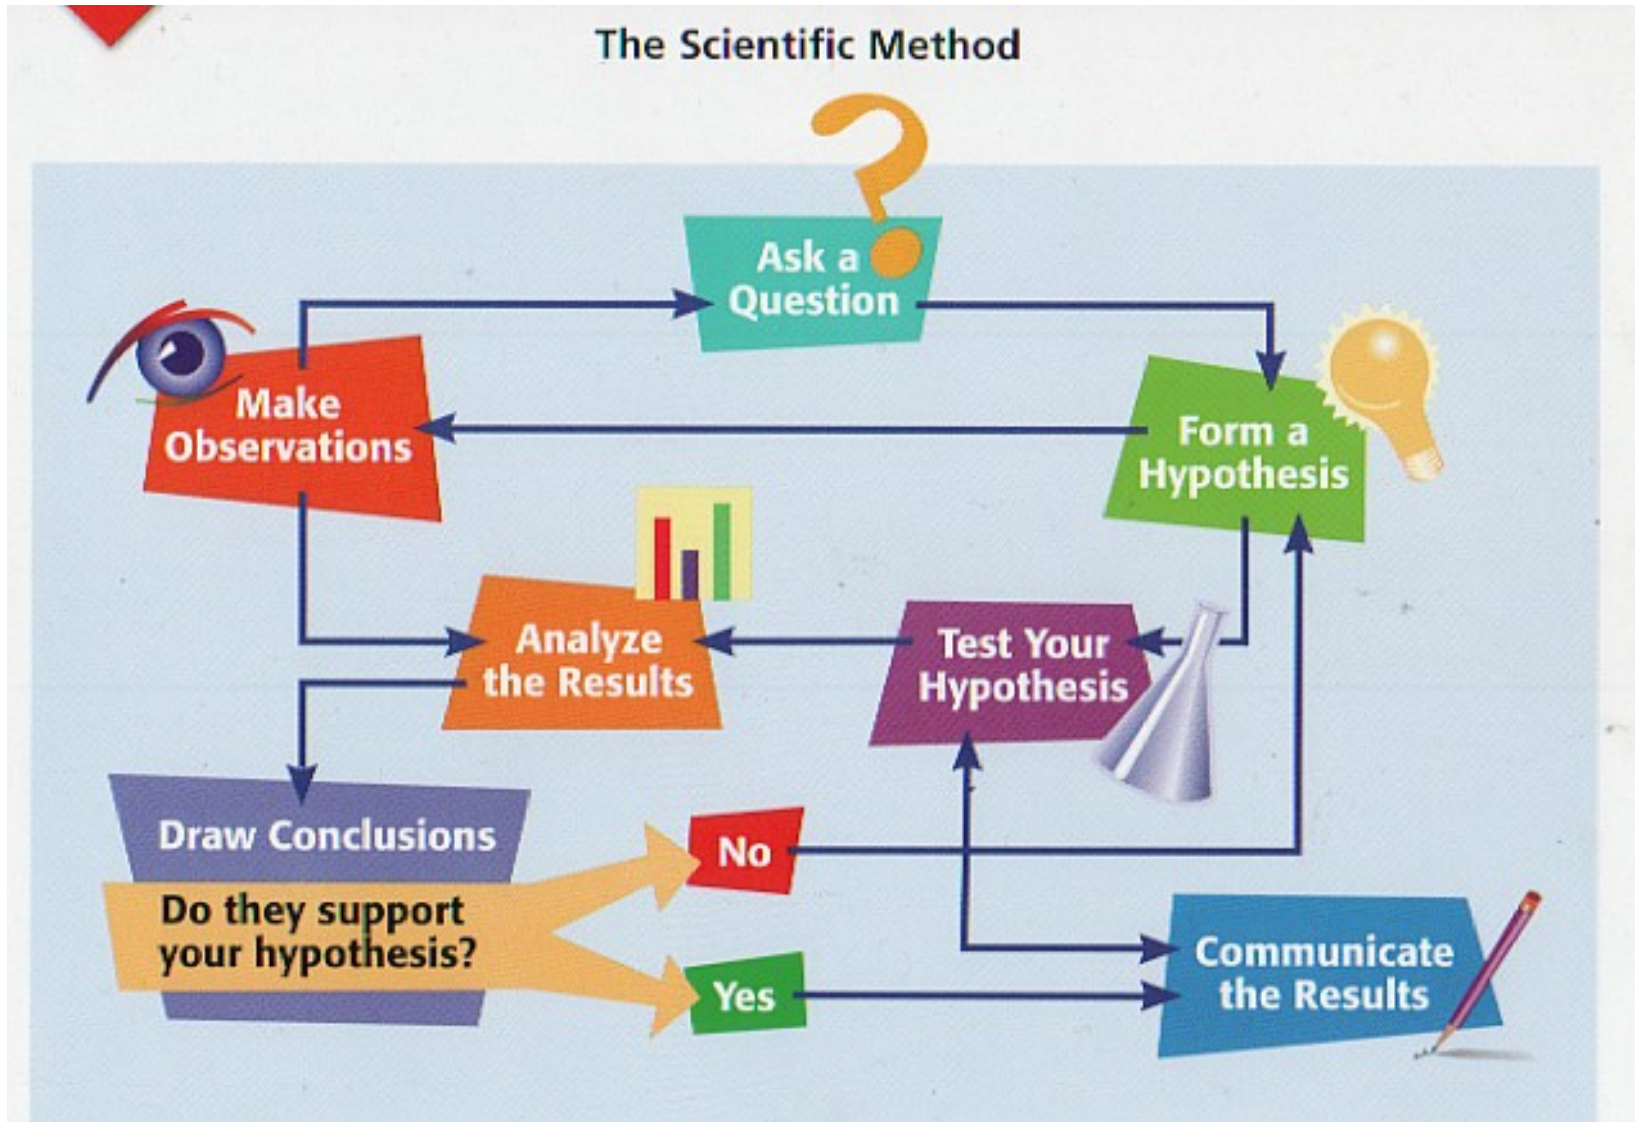 The Scientific Method
Ask a
Question
Make
Observations
Form a
Hypothesis
Analyze
the Results
Test Your
Hypothesis
Draw Conclusions
Do they support
your hypothesis?
No
Yes
Communicate
the Results